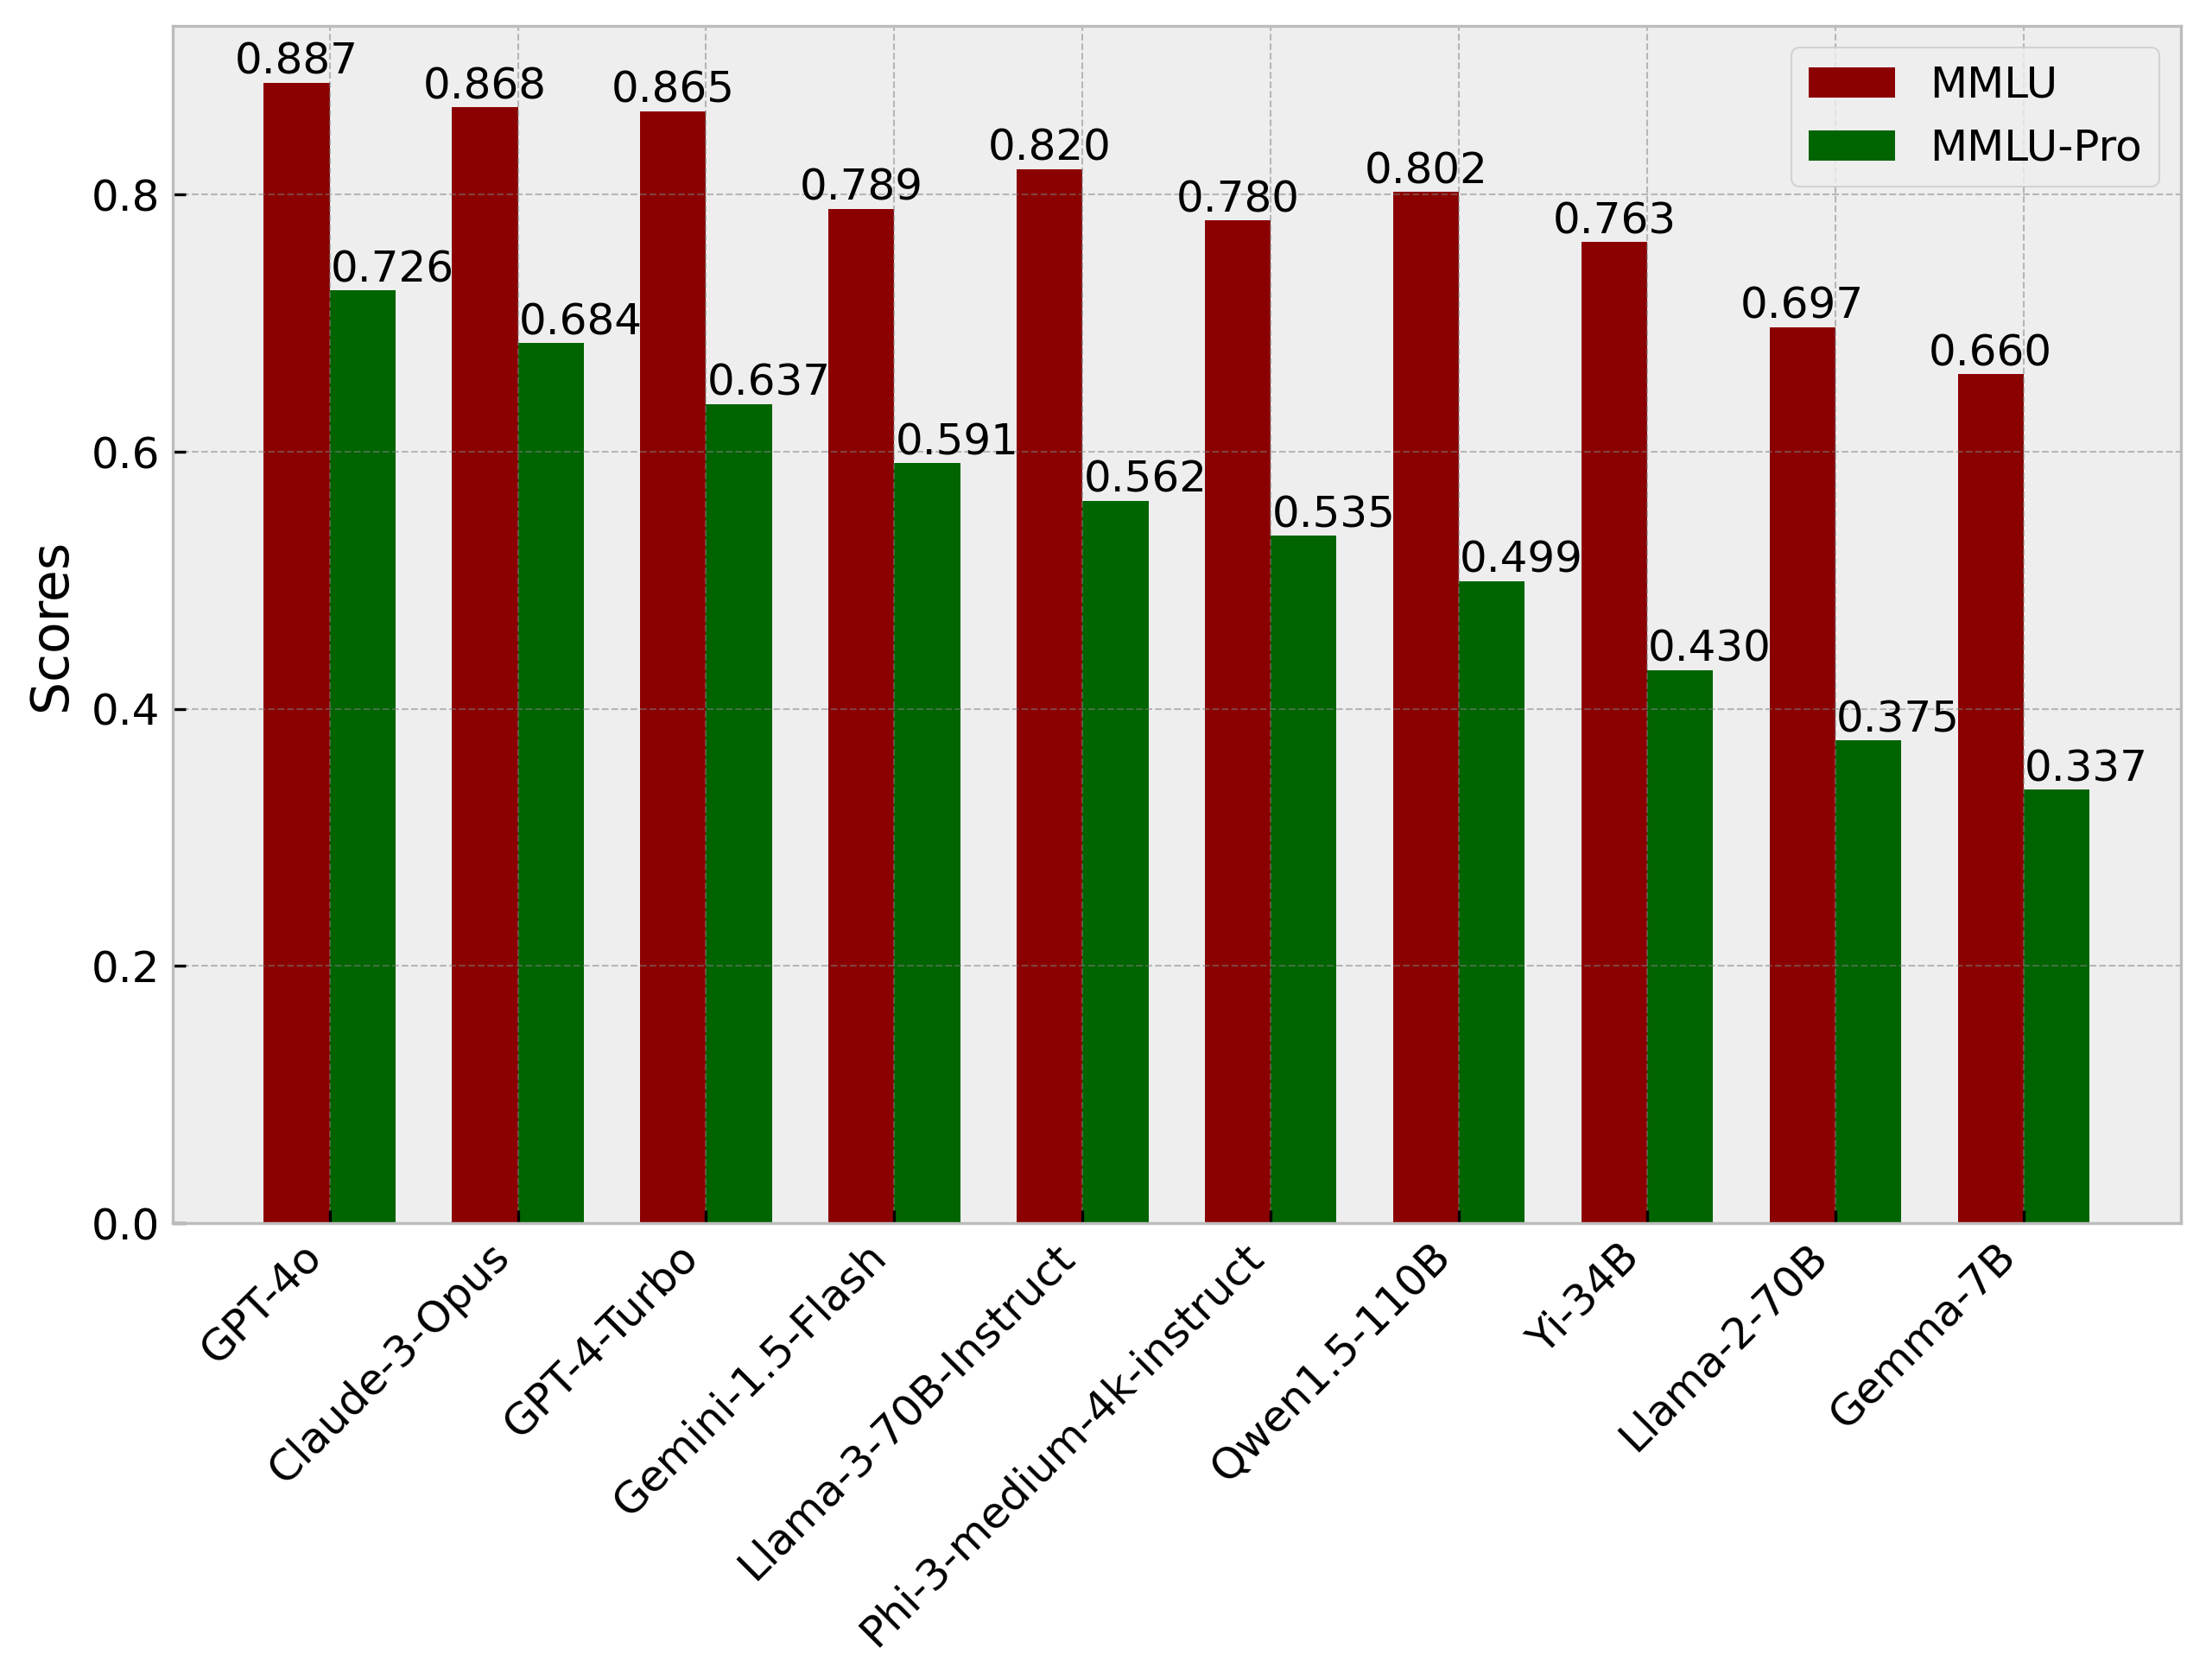 0.887
0.868
0.865
0.789
0.820
0.780
0.802
0.763
0.697
0.660
0.726
0.684
0.637
0.591
0.562
0.535
0.499
0.430
0.375
0.337
MMLU
MMLU-Pro
Scores
0.8
0.6
0.4
0.2
0.0
GPT-4o
Claude-3-Opus
GPT-4-Turbo
Gemini-1.5-Flash
Llama-3-70B-Instruct
Phi-3-medium-4k-instruct
Qwen1.5-110B
Yi-34B
Llama-2-70B
Gemma-7B